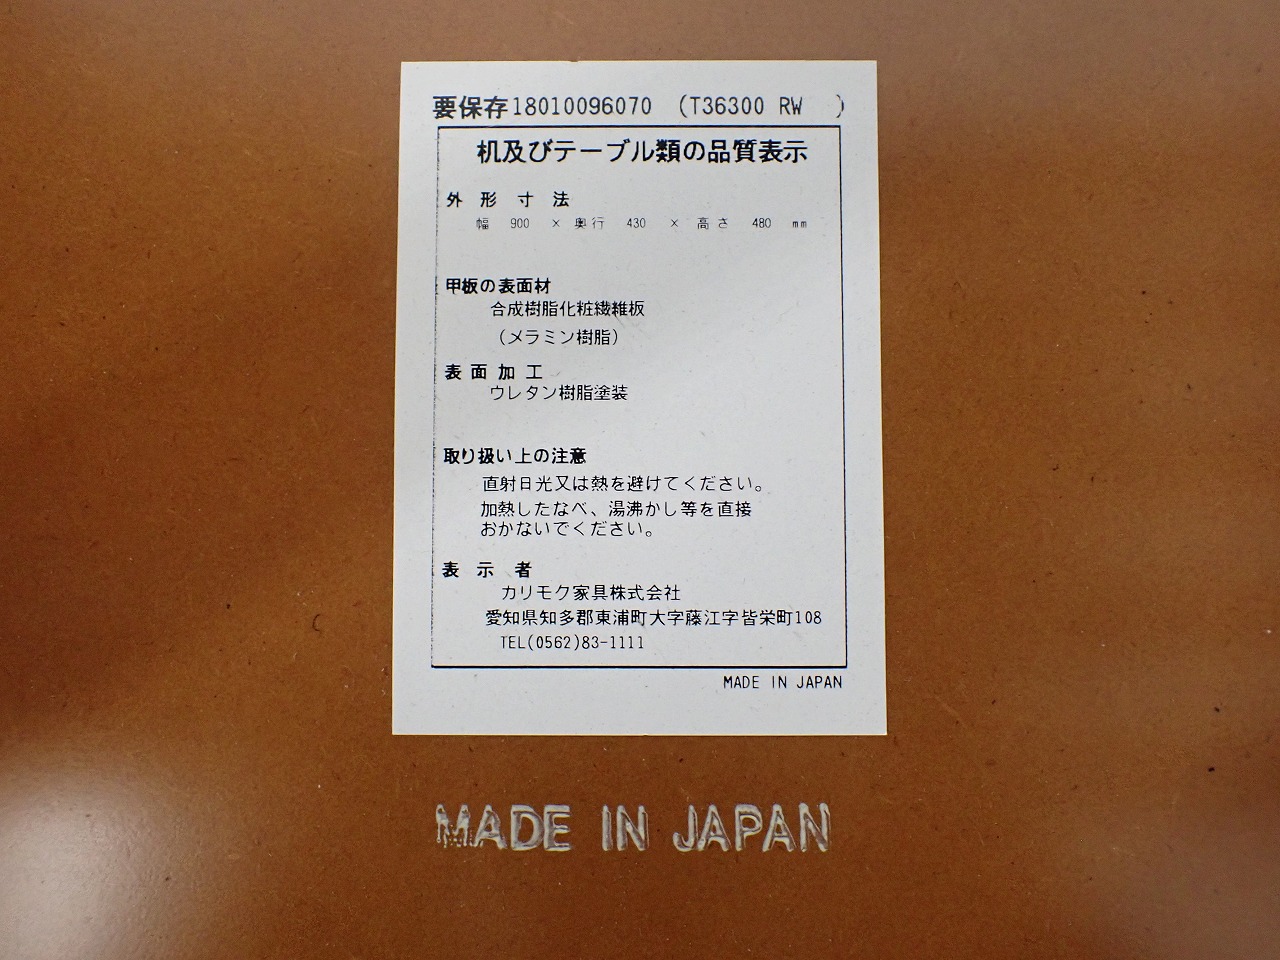 要保存18010096070 (T36300 RW )
机及びテーブル類の品質表示
外形寸法
幅 900 × 奥行 430 × 高さ 480 mm
甲板の表面材
合成樹脂化粧繊維板
(メラミン樹脂)
表面加工
ウレタン樹脂塗装
取り扱い上の注意
直射日光又は熱を避けてください。
加熱したなべ、湯沸かし等を直接
おかないでください。
表示者
カリモク家具株式会社
愛知県知多郡東浦町大字藤江字皆栄町108
TEL(0562)83-1111
MADE IN JAPAN
MADE IN JAPAN